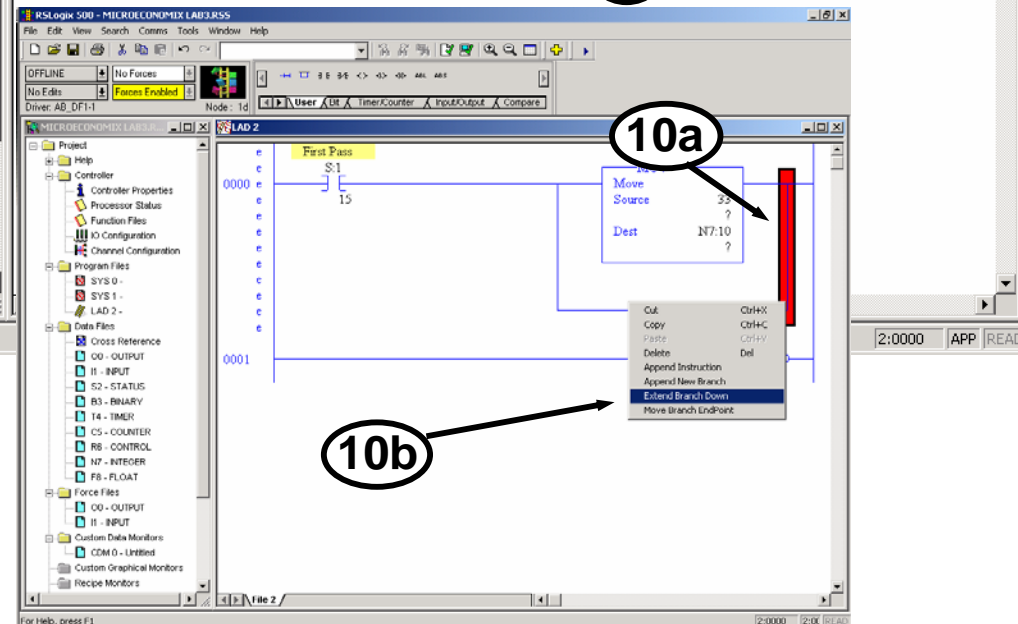 RSLogix 500 - MICROECONOMIX LAB3.RSS
File Edit View Search Comms Tools Window Help
OFFLINE No Forces
No Edits Forces Enabled
Driver: AB_DF1-1 Node: 1d
User Bit Timer/Counter Input/Output Compare
MICROECONOMIX LAB3.R...
Project
Help
Controller
Controller Properties
Processor Status
Function Files
IO Configuration
Channel Configuration
Program Files
SYS 0 -
SYS 1 -
LAD 2 -
Data Files
Cross Reference
O0 - OUTPUT
I1 - INPUT
S2 - STATUS
B3 - BINARY
T4 - TIMER
C5 - COUNTER
R6 - CONTROL
N7 - INTEGER
F8 - FLOAT
Force Files
O0 - OUTPUT
I1 - INPUT
Custom Data Monitors
CDM 0 - Untitled
Custom Graphical Monitors
Recipe Monitors
LAD 2
e
First Pass
e
S:1
0000 e
15
e
e
e
e
e
e
e
e
e
Move
Source 33
?
Dest N7:10
?
0001
10a
Cut Ctrl+X
Copy Ctrl+C
Paste Ctrl+V
Delete Del
Append Instruction
Append New Branch
Extend Branch Down
Move Branch EndPoint
10b
File 2
For Help, press F1
2:0000 READ
2:0000 APP